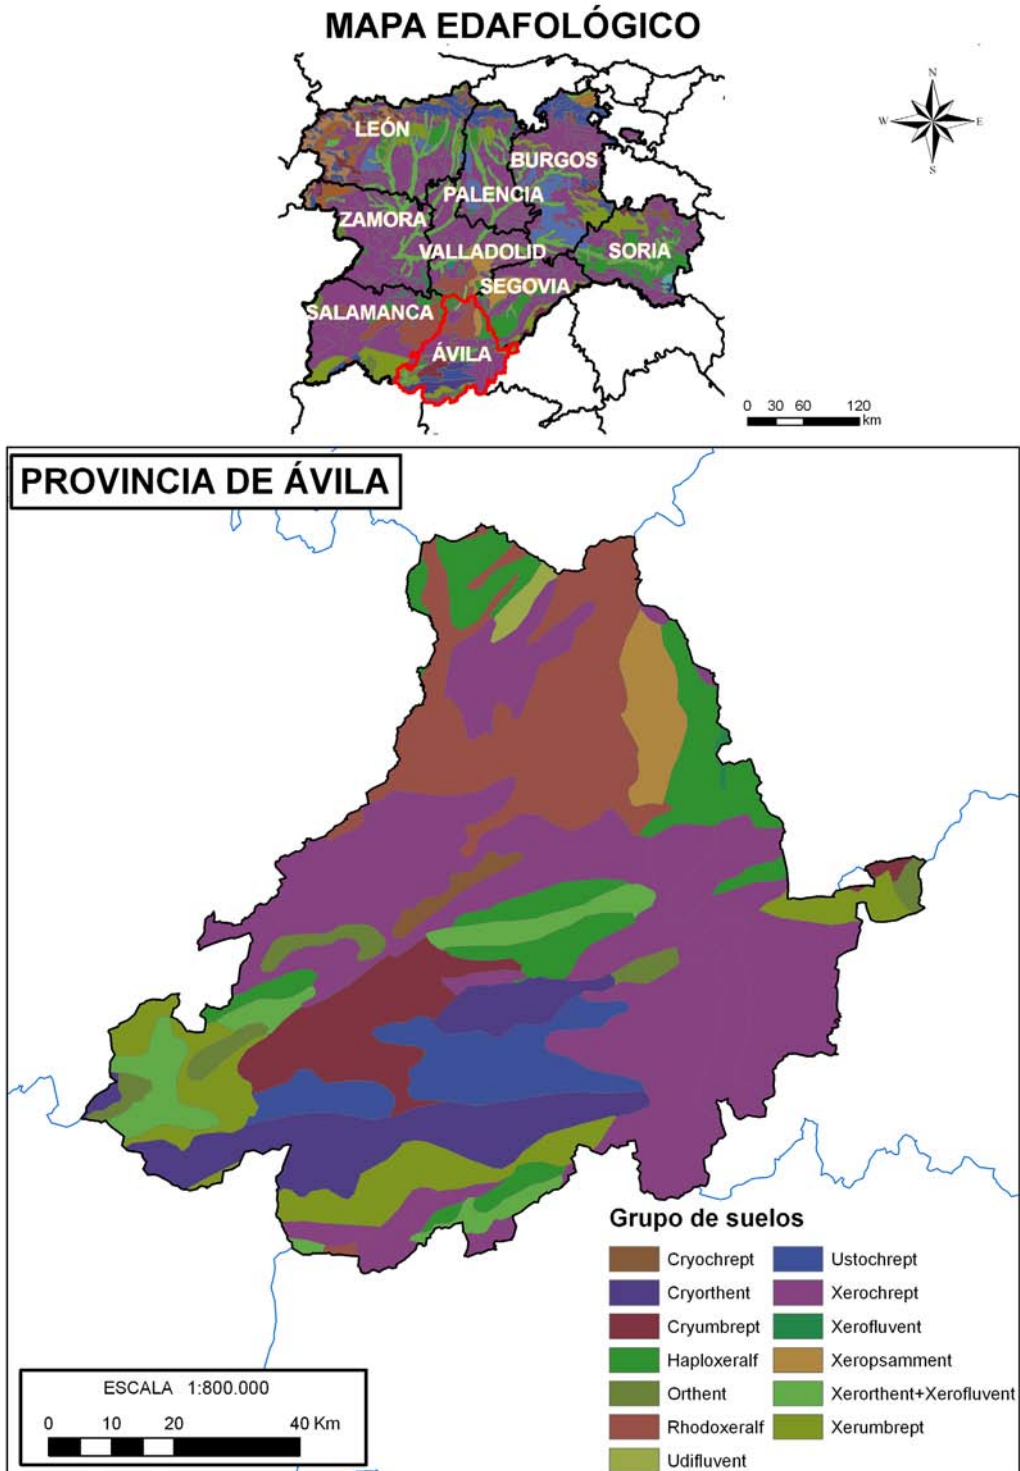 MAPA EDAFOLÓGICO
N
W
E
S
LEÓN
BURGOS
PALENCIA
ZAMORA
VALLADOLID
SORIA
SEGOVIA
SALAMANCA
ÁVILA
0 30 60 120
km
PROVINCIA DE ÁVILA
Grupo de suelos
Cryochrept
Cryorthent
Cryumbrept
Haploxeralf
Orthent
Rhodoxeralf
Udifluvent
Ustochrept
Xerochrept
Xerofluvent
Xeropsamment
Xerorthent+Xerofluvent
Xerumbrept
ESCALA 1:800.000
0 10 20 40 Km